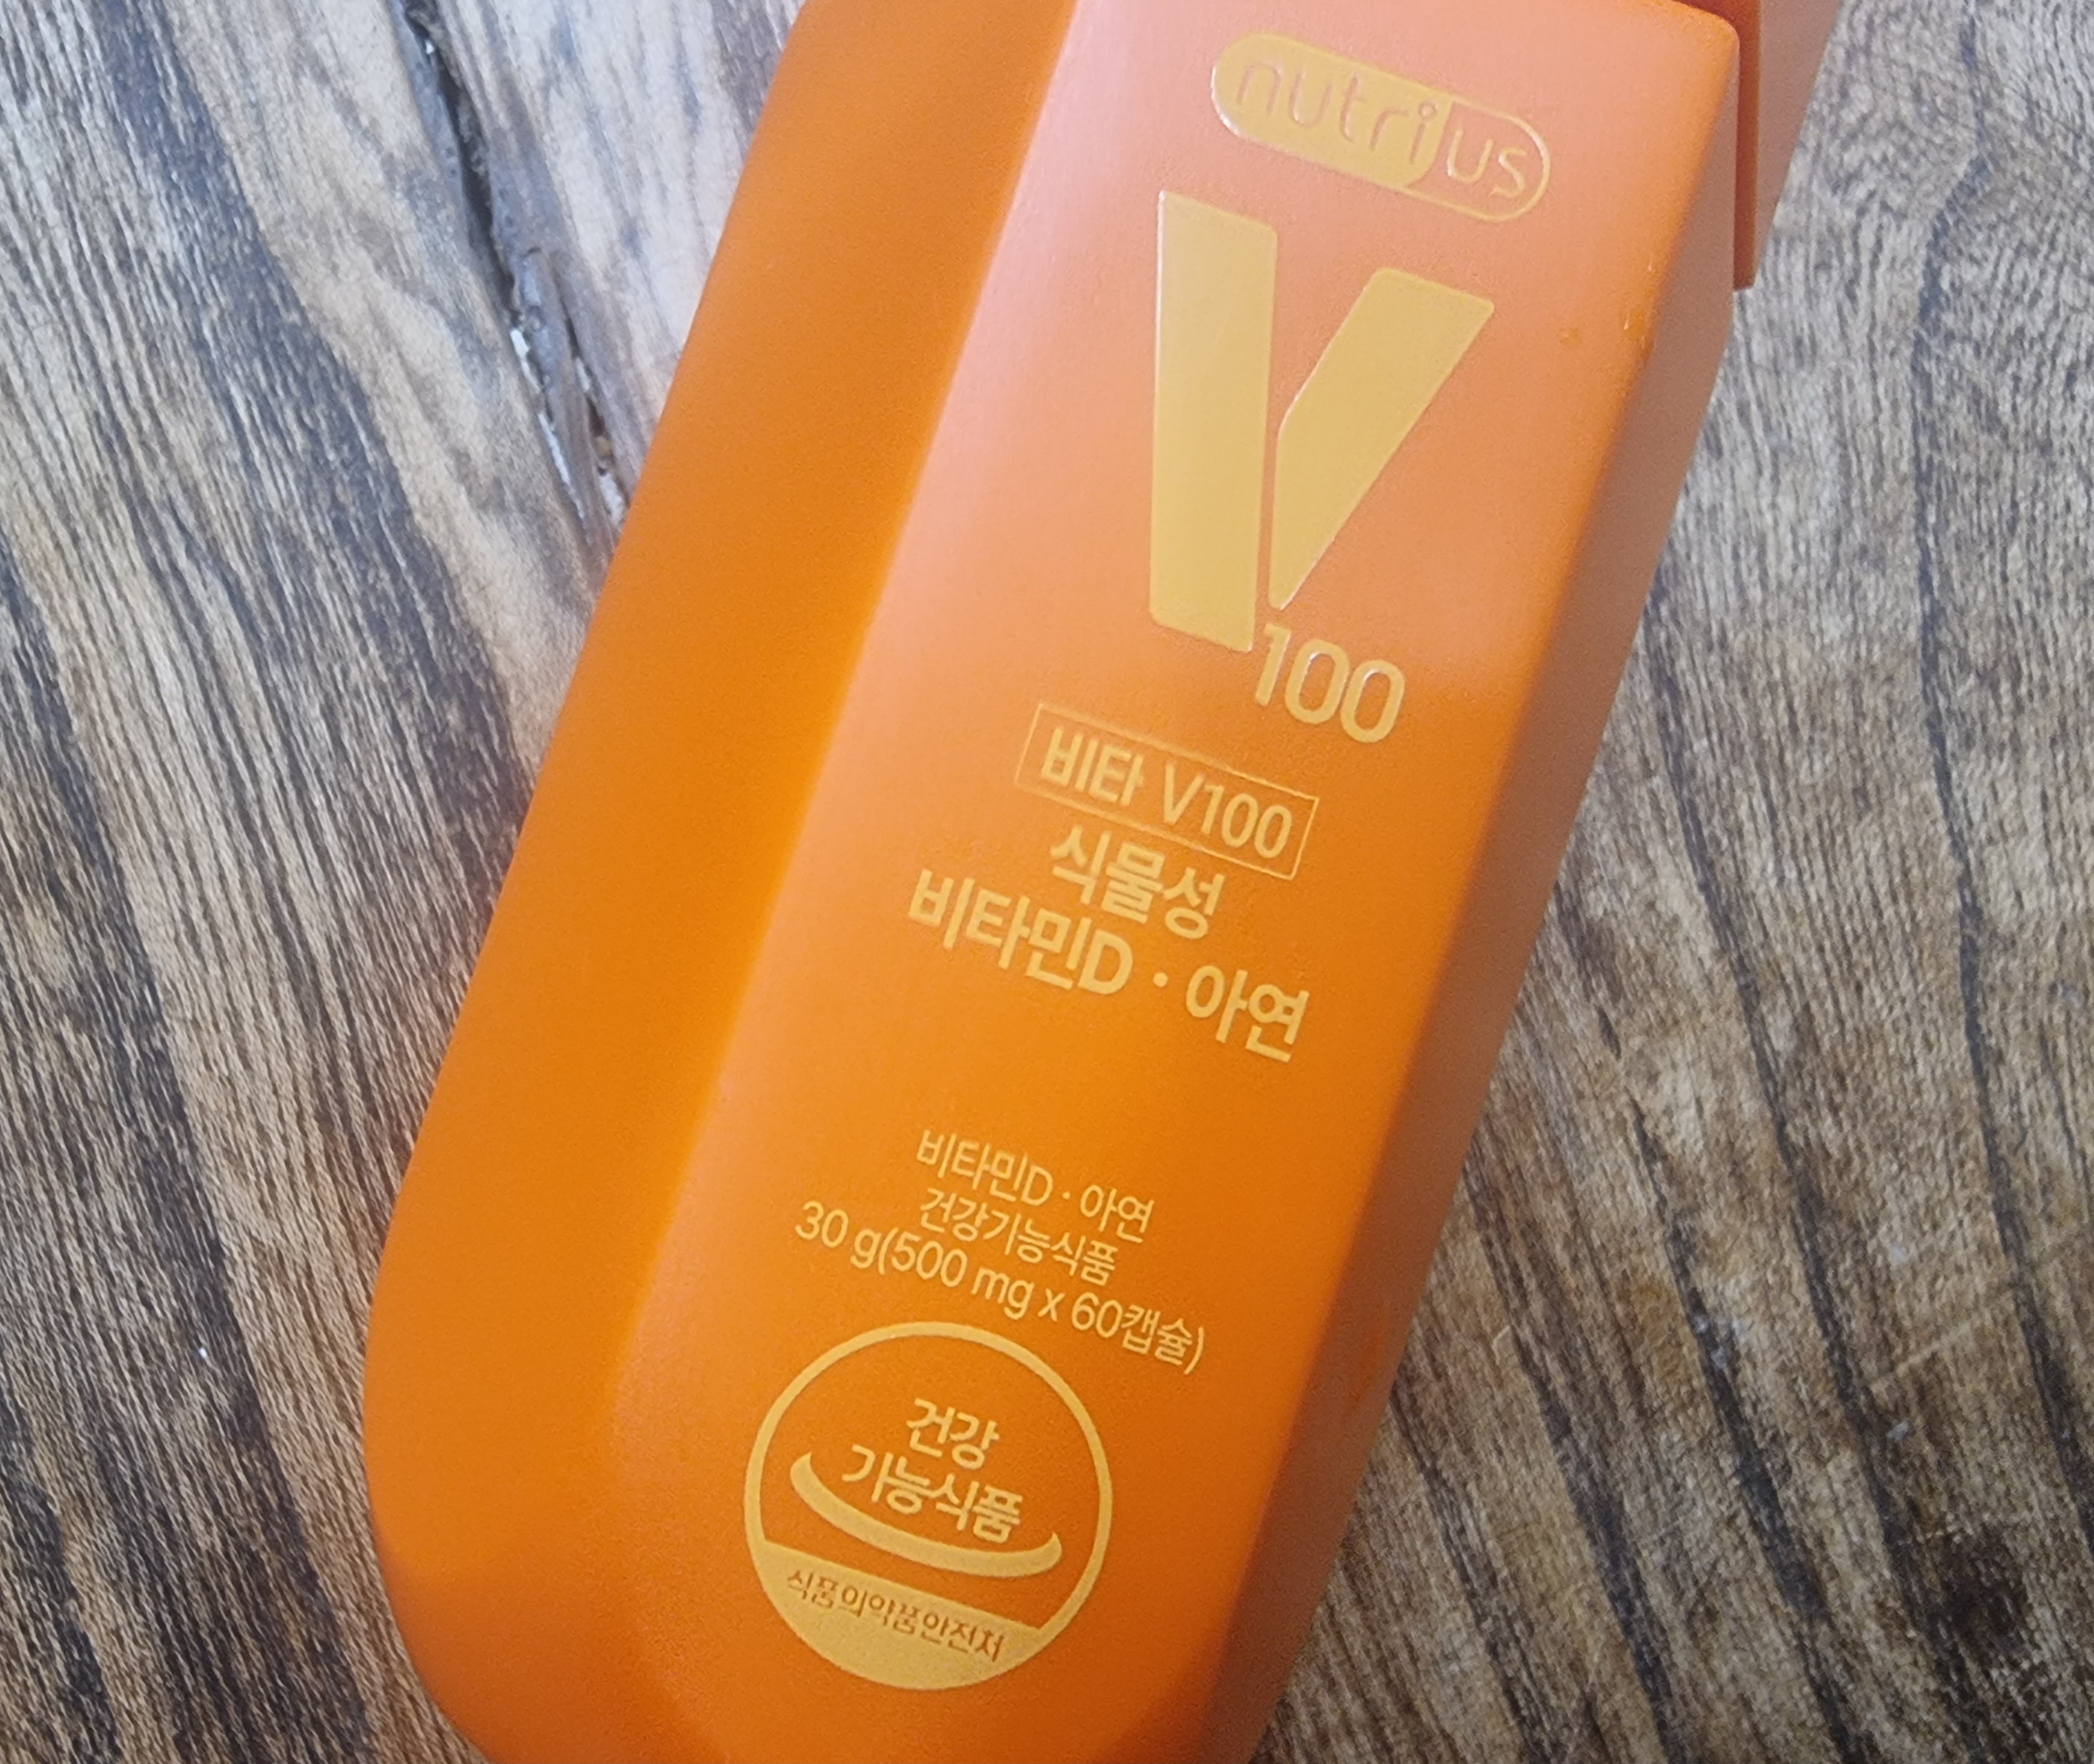 nutrius
V100
비타 V100
식물성
비타민D · 아연
비타민D · 아연
건강기능식품
30 g(500 mg x 60캡슐)
건강
기능식품
식품의약품안전처